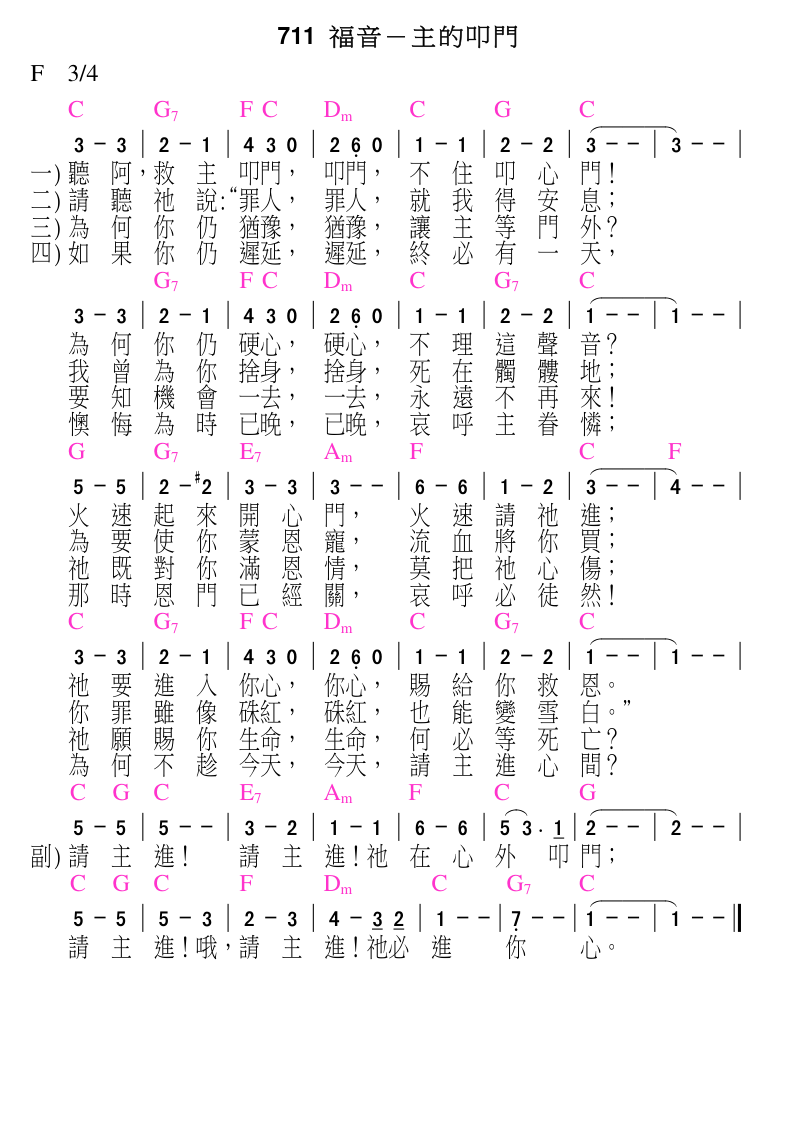 711 福音－主的叩門
F 3/4
C G7 F C Dm C G C
3 － 3 | 2 － 1 | 4 3 0 | 2 6̣ 0 | 1 － 1 | 2 － 2 | 3 － － | 3 － － |
一) 聽 阿，救 主 叩門， 叩門， 不 住 叩 心 門！
二) 請 聽 祂 說：“罪人， 罪人， 就 我 得 安 息；
三) 為 何 你 仍 猶豫， 猶豫， 讓 主 等 門 外？
四) 如 果 你 仍 遲延， 遲延， 終 必 有 一 天，
G7 F C Dm C G7 C
3 － 3 | 2 － 1 | 4 3 0 | 2 6̣ 0 | 1 － 1 | 2 － 2 | 1 － － | 1 － － |
為 何 你 仍 硬心， 硬心， 不 理 這 聲 音？
我 曾 為 你 捨身， 捨身， 死 在 髑 髏 地；
要 知 機 會 一去， 一去， 永 遠 不 再 來！
懊 悔 為 時 已晚， 已晚， 哀 呼 主 眷 憐；
G G7 E7 Am F C F
5 － 5 | 2 － #2 | 3 － 3 | 3 － － | 6 － 6 | 1 － 2 | 3 － － | 4 － － |
火 速 起 來 開 心 門， 火 速 請 祂 進；
為 要 使 你 蒙 恩 寵， 流 血 將 你 買；
祂 既 對 你 滿 恩 情， 莫 把 祂 心 傷；
那 時 恩 門 已 經 關， 哀 呼 必 徒 然！
C G7 F C Dm C G7 C
3 － 3 | 2 － 1 | 4 3 0 | 2 6̣ 0 | 1 － 1 | 2 － 2 | 1 － － | 1 － － |
祂 要 進 入 你心， 你心， 賜 給 你 救 恩。
你 罪 雖 像 硃紅， 硃紅， 也 能 變 雪 白。”
祂 願 賜 你 生命， 生命， 何 必 等 死 亡？
為 何 不 趁 今天， 今天， 請 主 進 心 間？
C G C E7 Am F C G
5 － 5 | 5 － － | 3 － 2 | 1 － 1 | 6 － 6 | 5 3 . 1 | 2 － － | 2 － － |
副) 請 主 進！ 請 主 進！祂 在 心 外 叩 門；
C G C F Dm C G7 C
5 － 5 | 5 － 3 | 2 － 3 | 4 － 3 2 | 1 － － | 7̣ － － | 1 － － | 1 － － ‖
請 主 進！哦，請 主 進！祂必 進 你 心。